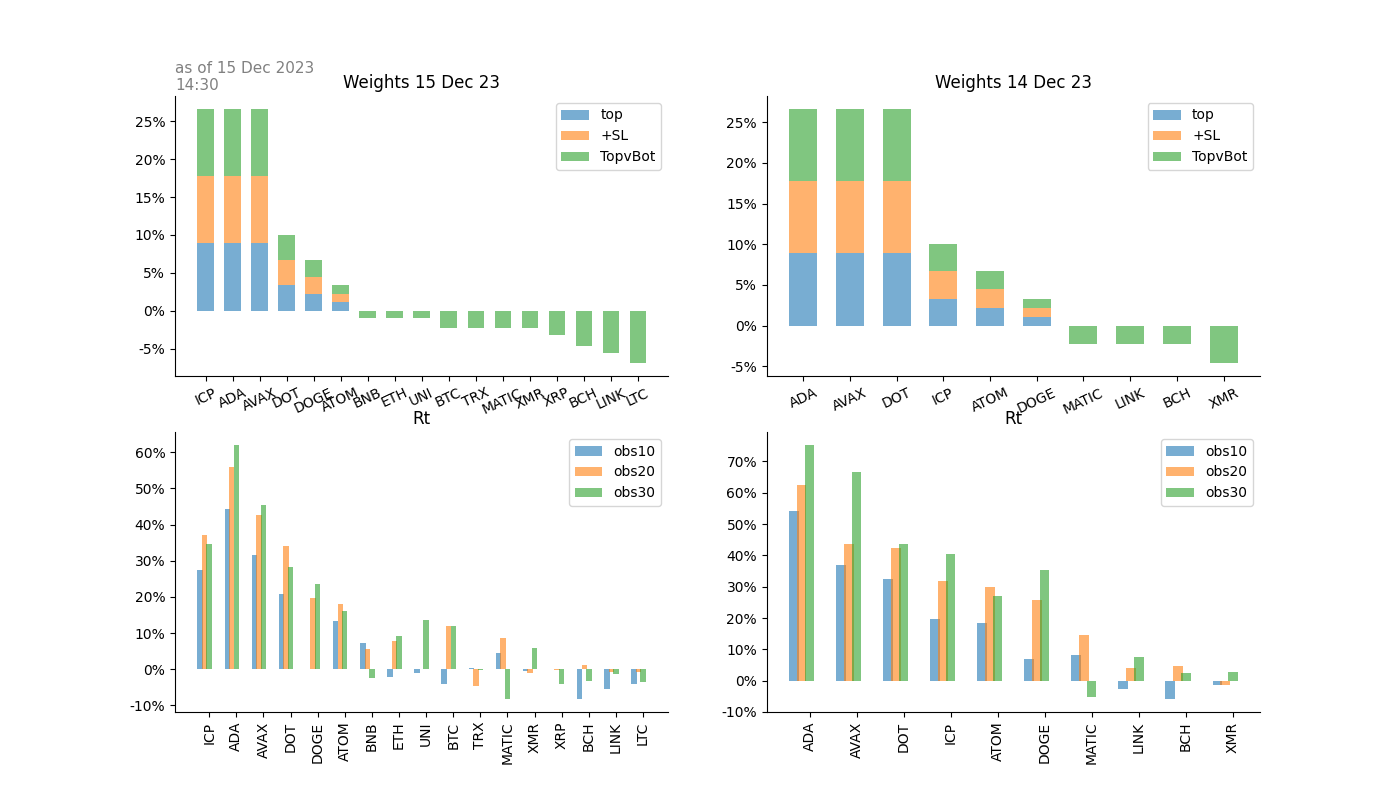 as of 15 Dec 2023
14:30
Weights 15 Dec 23
25%
20%
15%
10%
5%
0%
-5%
top
+SL
TopvBot
ICP ADA AVAX DOT DOGE ATOM BNB ETH UNI BTC TRX MATIC XMR XRP BCH LINK LTC
Weights 14 Dec 23
25%
20%
15%
10%
5%
0%
-5%
top
+SL
TopvBot
ADA AVAX DOT ICP ATOM DOGE MATIC LINK BCH XMR
Rt
60%
50%
40%
30%
20%
10%
0%
-10%
obs10
obs20
obs30
ICP ADA AVAX DOT DOGE ATOM BNB ETH UNI BTC TRX MATIC XMR XRP BCH LINK LTC
Rt
70%
60%
50%
40%
30%
20%
10%
0%
-10%
obs10
obs20
obs30
ADA AVAX DOT ICP ATOM DOGE MATIC LINK BCH XMR